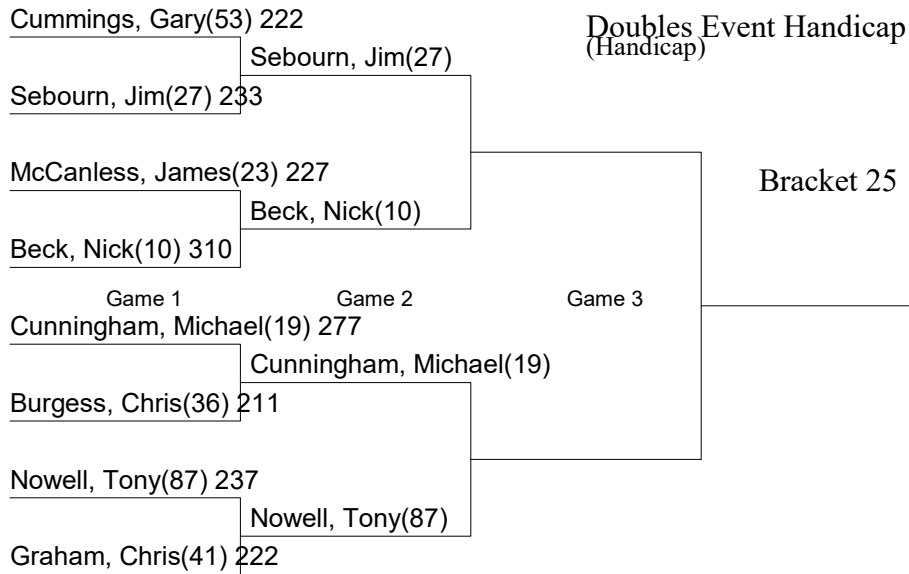 Cummings, Gary(53) 222
Doubles Event Handicap
(Handicap)
Sebourn, Jim(27)
Sebourn, Jim(27) 233
McCanless, James(23) 227
Bracket 25
Beck, Nick(10)
Beck, Nick(10) 310
Game 1
Game 2
Game 3
Cunningham, Michael(19) 277
Cunningham, Michael(19)
Burgess, Chris(36) 211
Nowell, Tony(87) 237
Nowell, Tony(87)
Graham, Chris(41) 222